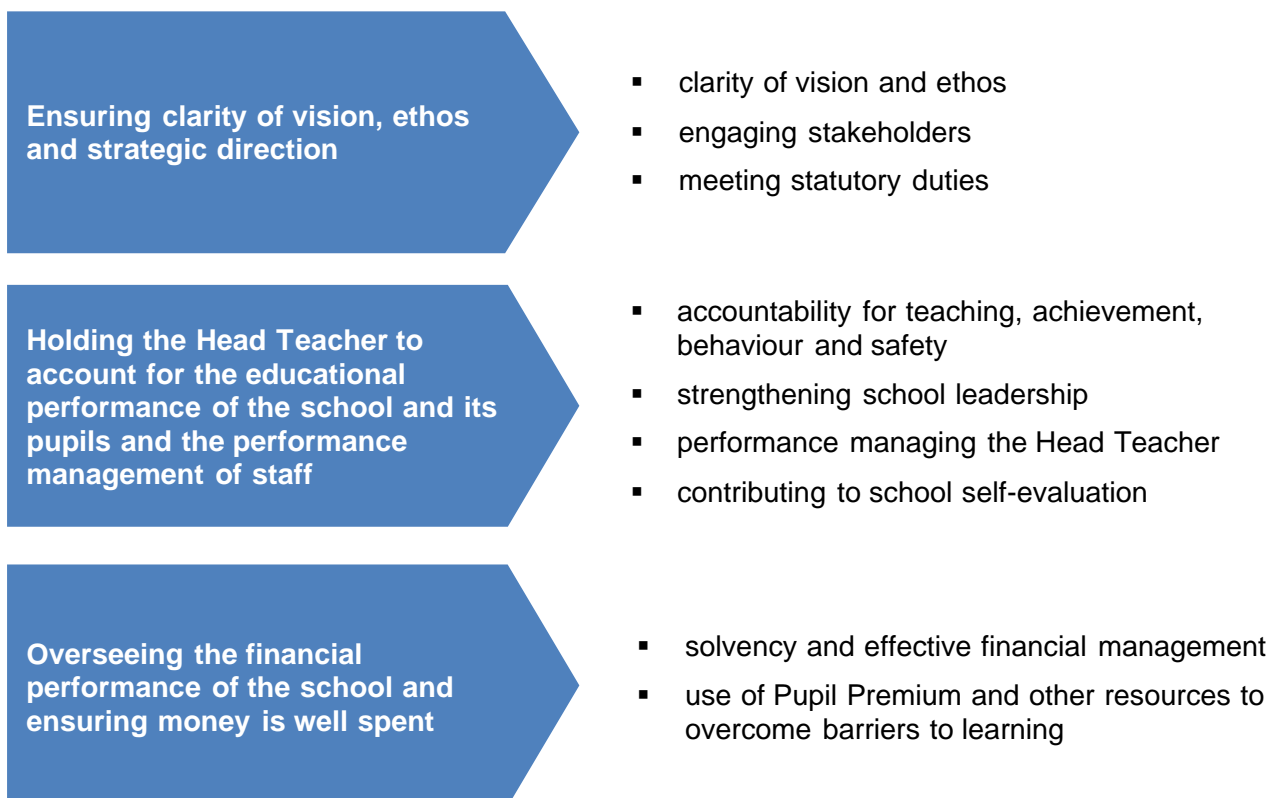 Ensuring clarity of vision, ethos
and strategic direction
▪ clarity of vision and ethos
▪ engaging stakeholders
▪ meeting statutory duties
Holding the Head Teacher to
account for the educational
performance of the school and its
pupils and the performance
management of staff
▪ accountability for teaching, achievement,
behaviour and safety
▪ strengthening school leadership
▪ performance managing the Head Teacher
▪ contributing to school self-evaluation
Overseeing the financial
performance of the school and
ensuring money is well spent
▪ solvency and effective financial management
▪ use of Pupil Premium and other resources to
overcome barriers to learning